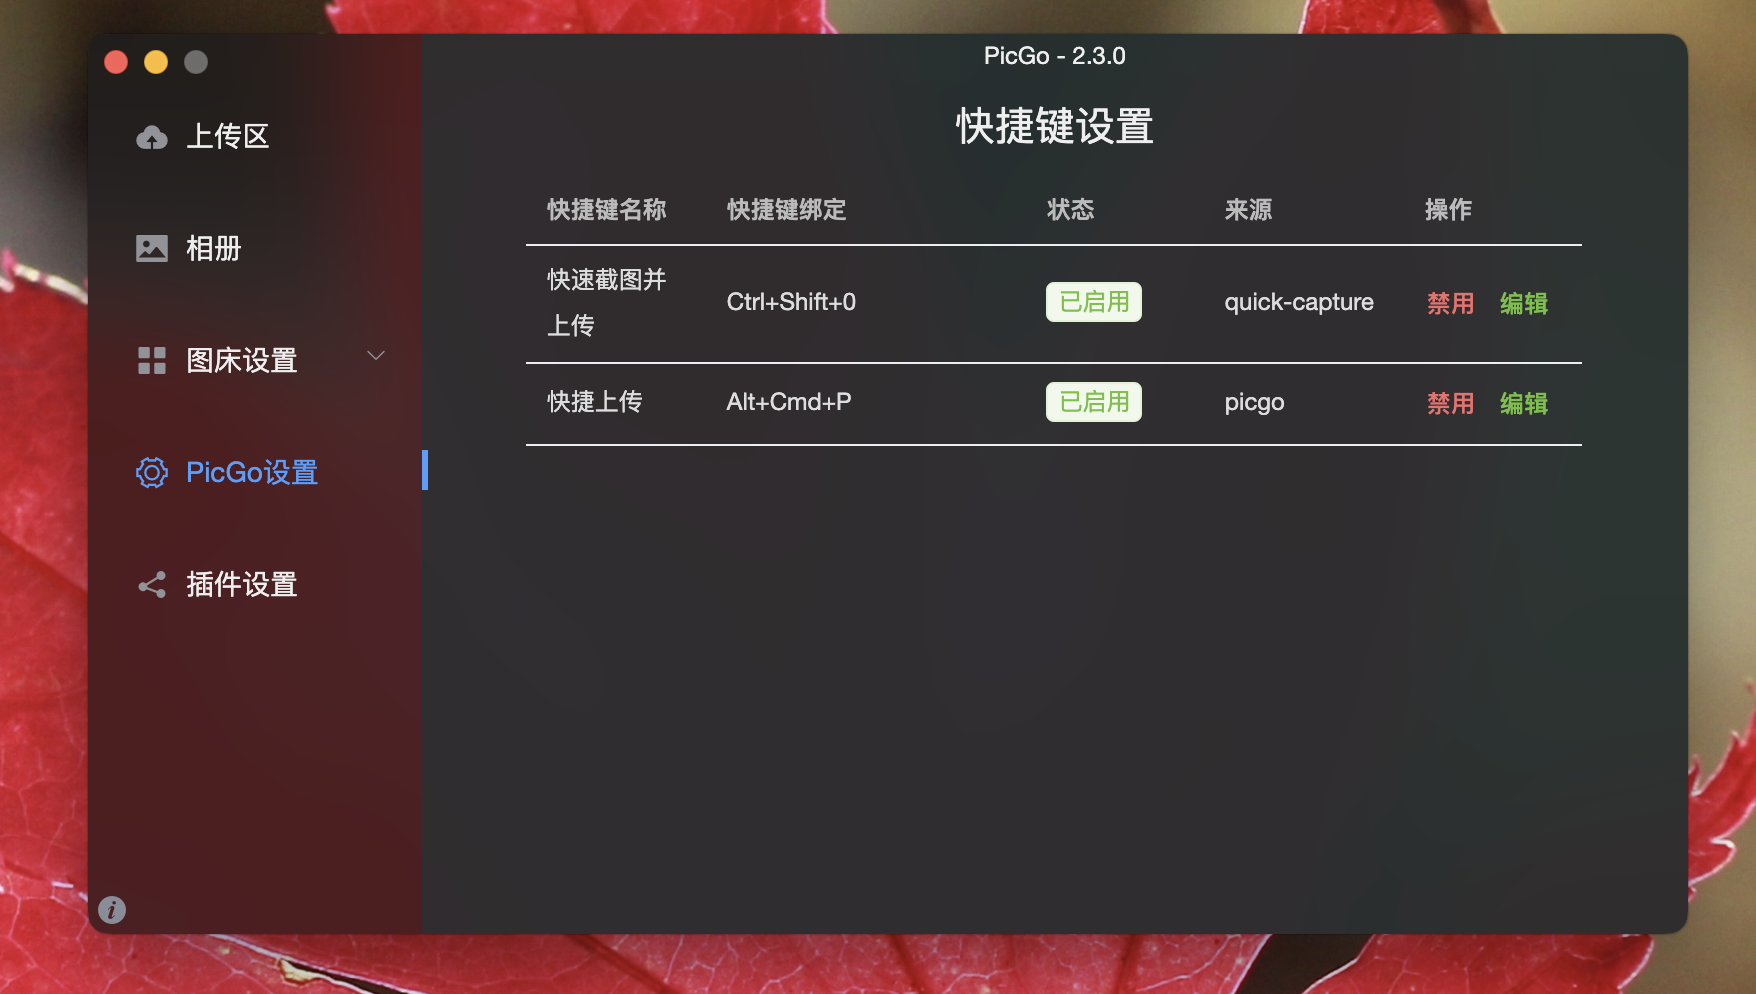 PicGo - 2.3.0
上传区
相册
图床设置
PicGo设置
插件设置
快捷键设置
快捷键名称 快捷键绑定 状态 来源 操作
快速截图并
上传 Ctrl+Shift+0 已启用 quick-capture 禁用 编辑
快捷上传 Alt+Cmd+P 已启用 picgo 禁用 编辑